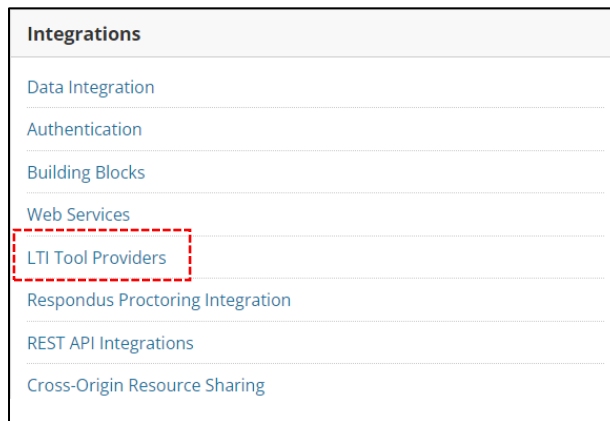 Integrations
Data Integration
Authentication
Building Blocks
Web Services
LTI Tool Providers
Respondus Proctoring Integration
REST API Integrations
Cross-Origin Resource Sharing